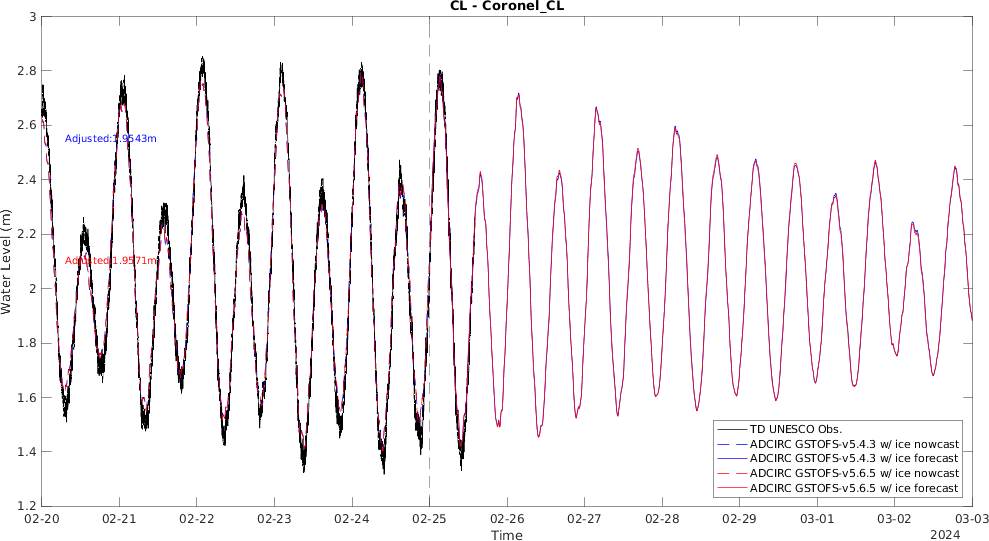 CL - Coronel_CL
3
2.8
2.6
2.4
2.2
2
1.8
1.6
1.4
1.2
Water Level (m)
Adjusted:1.9543m
Adjusted:1.9571m
TD UNESCO Obs.
ADCIRC GSTOFS-v5.4.3 w/ ice nowcast
ADCIRC GSTOFS-v5.4.3 w/ ice forecast
ADCIRC GSTOFS-v5.6.5 w/ ice nowcast
ADCIRC GSTOFS-v5.6.5 w/ ice forecast
02-20 02-21 02-22 02-23 02-24 02-25 02-26 02-27 02-28 02-29 03-01 03-02 03-03
Time
2024